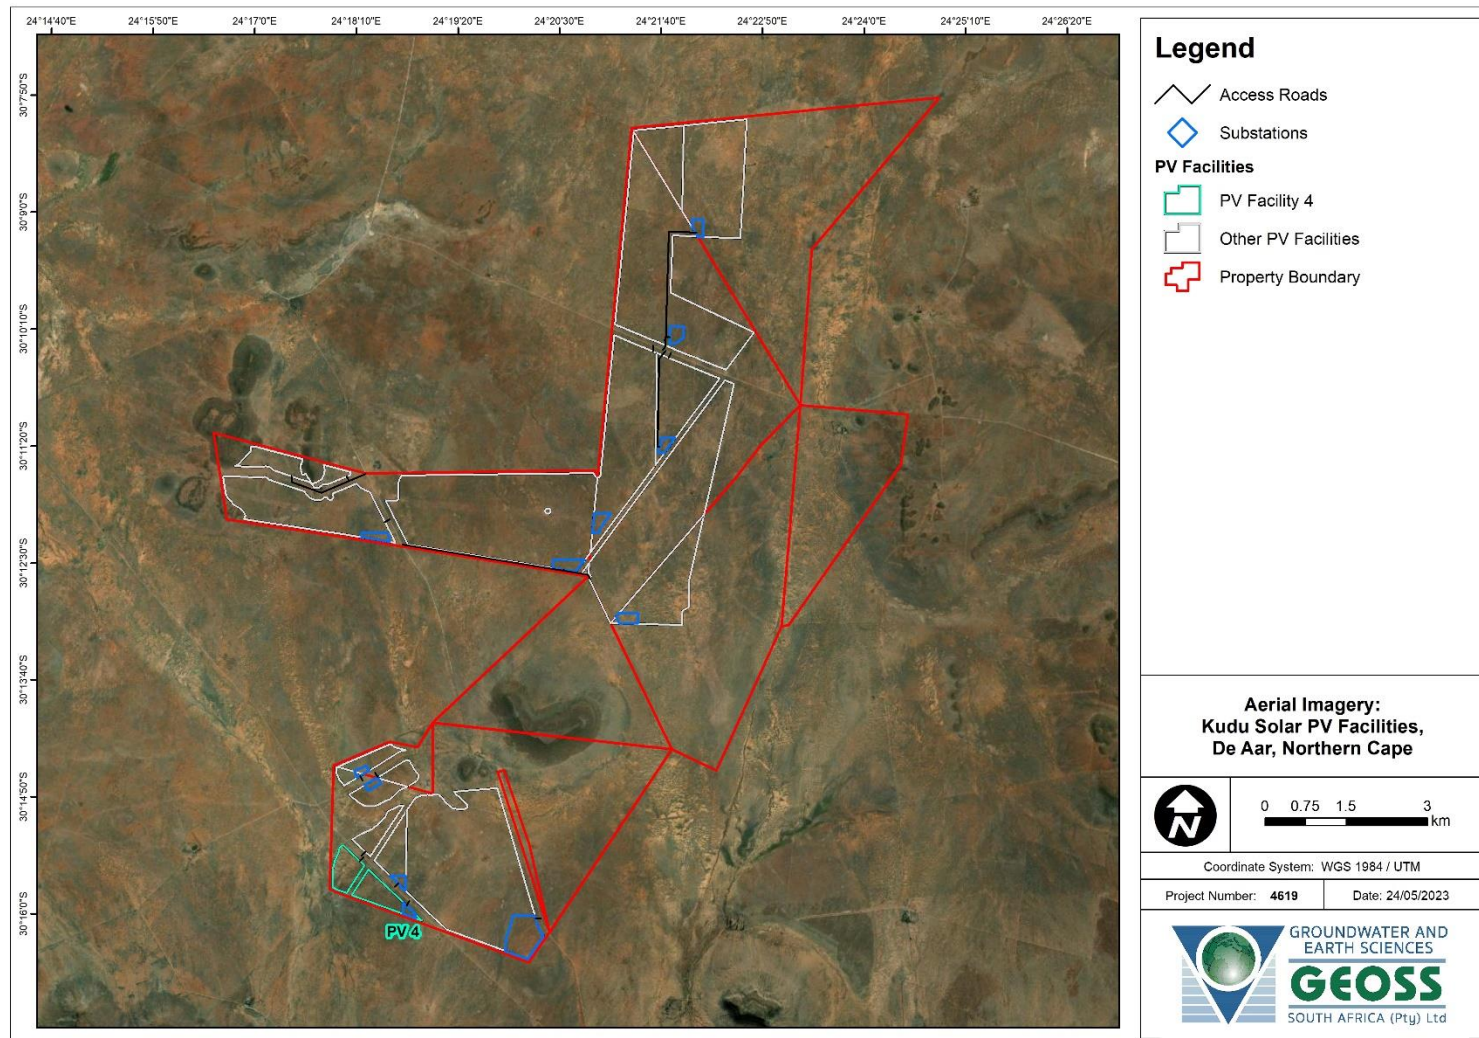 24°14'40"E 24°15'50"E 24°17'0"E 24°18'10"E 24°19'20"E 24°20'30"E 24°21'40"E 24°22'50"E 24°24'0"E 24°25'10"E 24°26'20"E
30°7'50"S
30°9'0"S
30°10'10"S
30°11'20"S
30°12'30"S
30°13'40"S
30°14'50"S
30°16'0"S
PV 4
Legend
Access Roads
Substations
PV Facilities
PV Facility 4
Other PV Facilities
Property Boundary
Aerial Imagery:
Kudu Solar PV Facilities,
De Aar, Northern Cape
N
0 0.75 1.5 3
km
Coordinate System: WGS 1984 / UTM
Project Number: 4619 Date: 24/05/2023
GROUNDWATER AND
EARTH SCIENCES
GEOSS
SOUTH AFRICA (Pty) Ltd